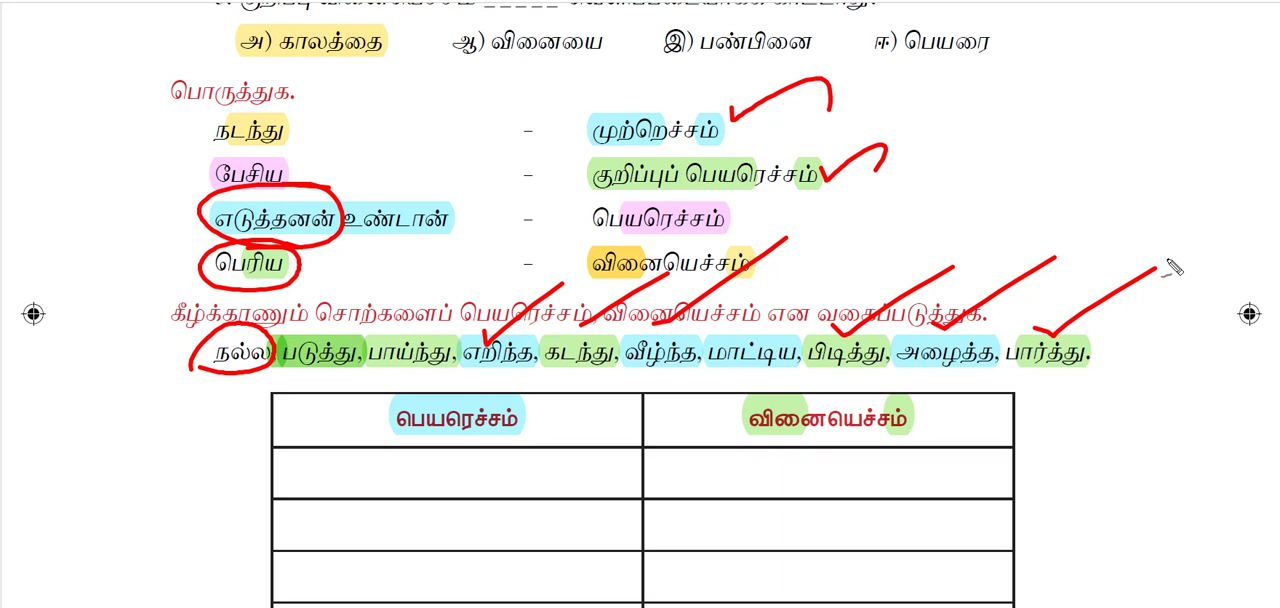 அ) காலத்தை ஆ) வினையை இ) பண்பினை ஈ) பெயரை
பொருத்துக.
நடந்து – முற்றெச்சம்
பேசிய – குறிப்புப் பெயரெச்சம்
எடுத்தனன் உண்டான் – பெயரெச்சம்
பெரிய – வினையெச்சம்
கீழ்க்காணும் சொற்களைப் பெயரெச்சம், வினையெச்சம் என வகைப்படுத்துக.
நல்ல படுத்து, பாய்ந்து, எறிந்த, கடந்து, வீழ்ந்த, மாட்டிய, பிடித்து, அழைத்த, பார்த்து.
பெயரெச்சம் வினையெச்சம்